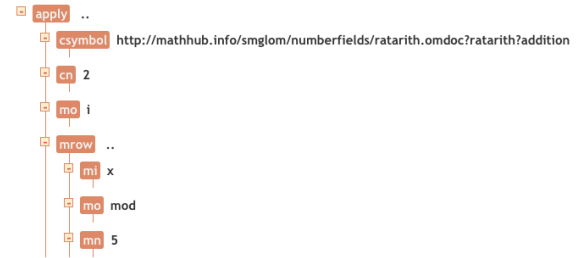 apply ..
csymbol http://mathhub.info/smglom/numberfields/ratarith.omdoc?ratarith?addition
cn 2
mo i
mrow ..
mi x
mo mod
mn 5